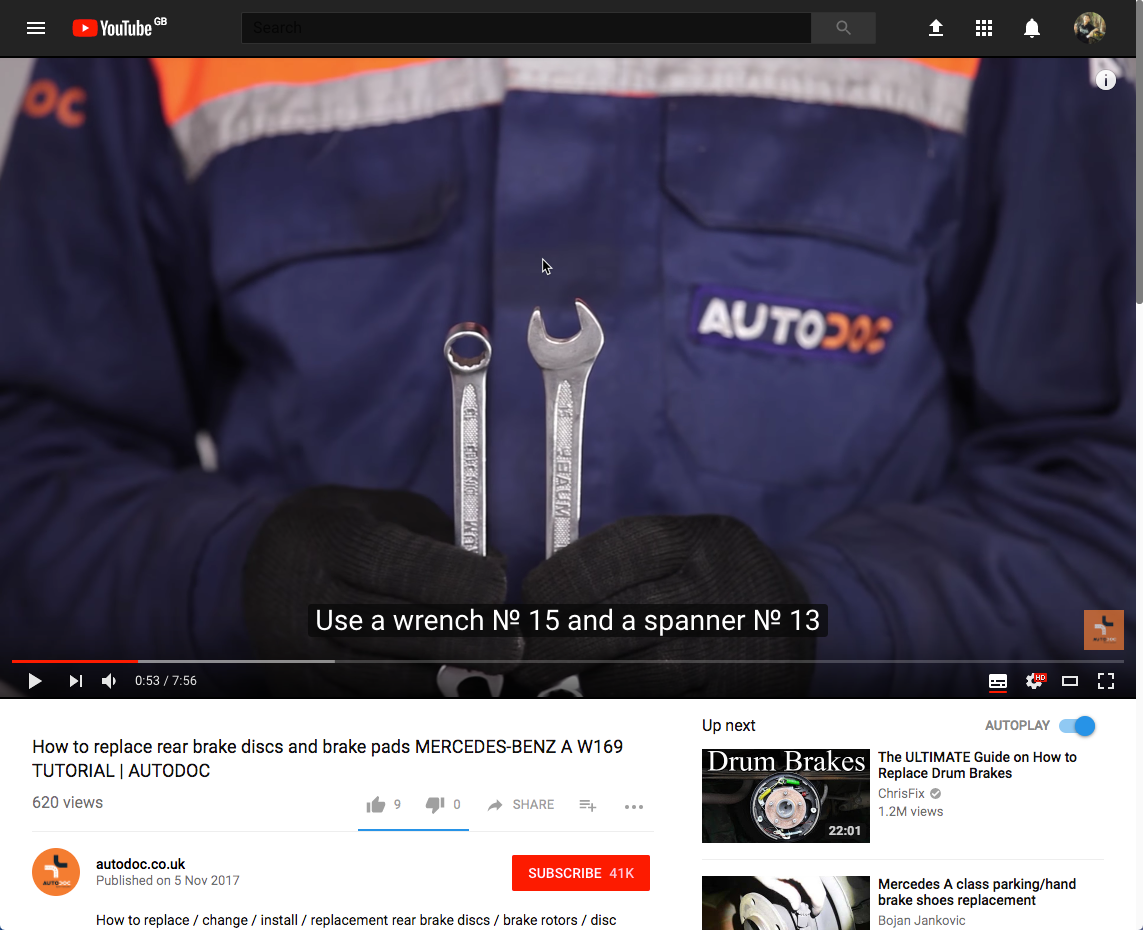 YouTube GB
Search
OC
i
AUTODOC
BAUM
Use a wrench № 15 and a spanner № 13
AUTODOC
0:53 / 7:56
HD
How to replace rear brake discs and brake pads MERCEDES-BENZ A W169
TUTORIAL | AUTODOC
620 views
9
0
SHARE
autodoc.co.uk
Published on 5 Nov 2017
SUBSCRIBE 41K
AUTODOC
How to replace / change / install / replacement rear brake discs / brake rotors / disc
Up next
AUTOPLAY
Drum Brakes
22:01
The ULTIMATE Guide on How to
Replace Drum Brakes
ChrisFix
1.2M views
Mercedes A class parking/hand
brake shoes replacement
Bojan Jankovic